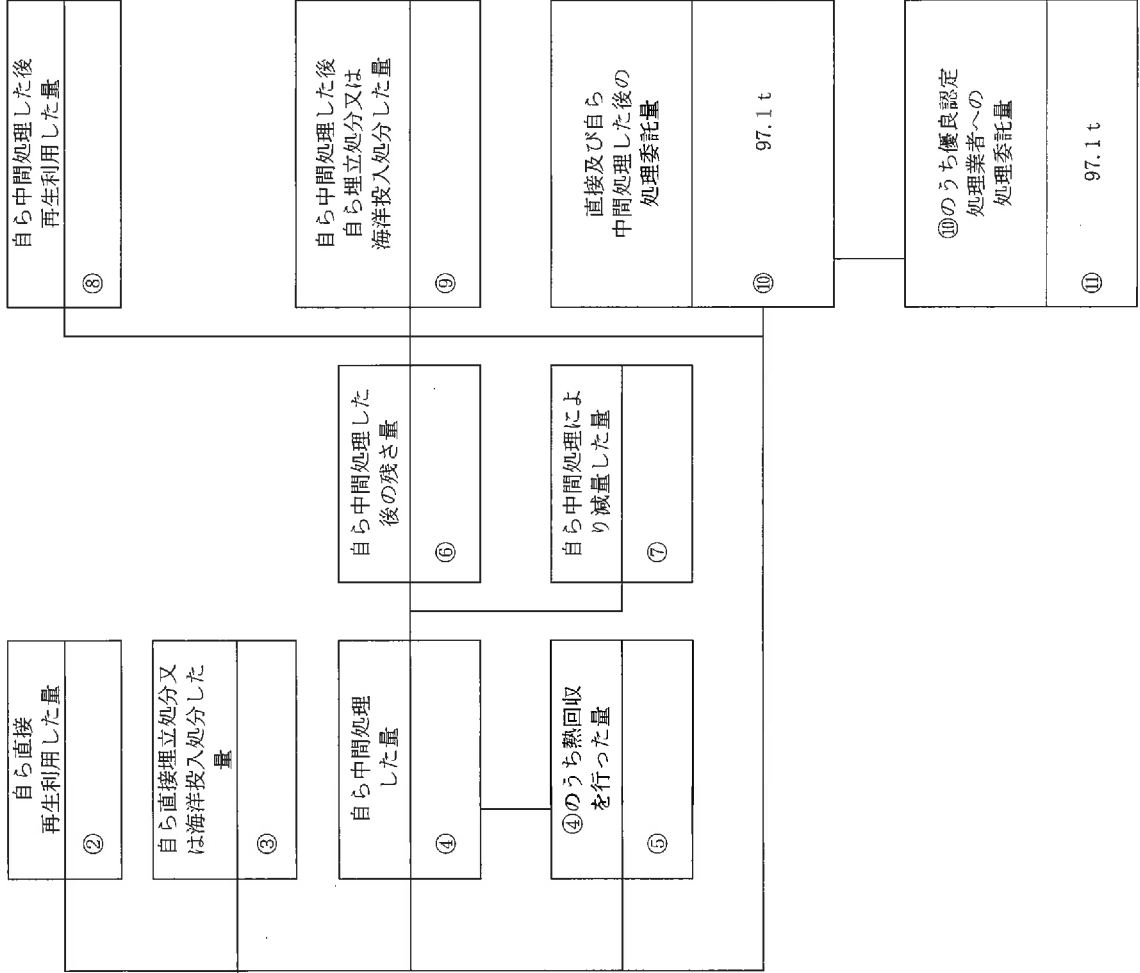 自ら直接
再生利用した量
②
自ら直接埋立処分又
は海洋投入処分した
量
③
自ら中間処理
した量
④
④のうち熱回収
を行った量
⑤
自ら中間処理した
後の残さ量
⑥
自ら中間処理によ
り減量した量
⑦
自ら中間処理した後
再生利用した量
⑧
自ら中間処理した後
自ら埋立処分又は
海洋投入処分した量
⑨
直接及び自ら
中間処理した後の
処理委託量
⑩ 97.1t
⑩のうち優良認定
処理業者への
処理委託量
⑪ 97.1t